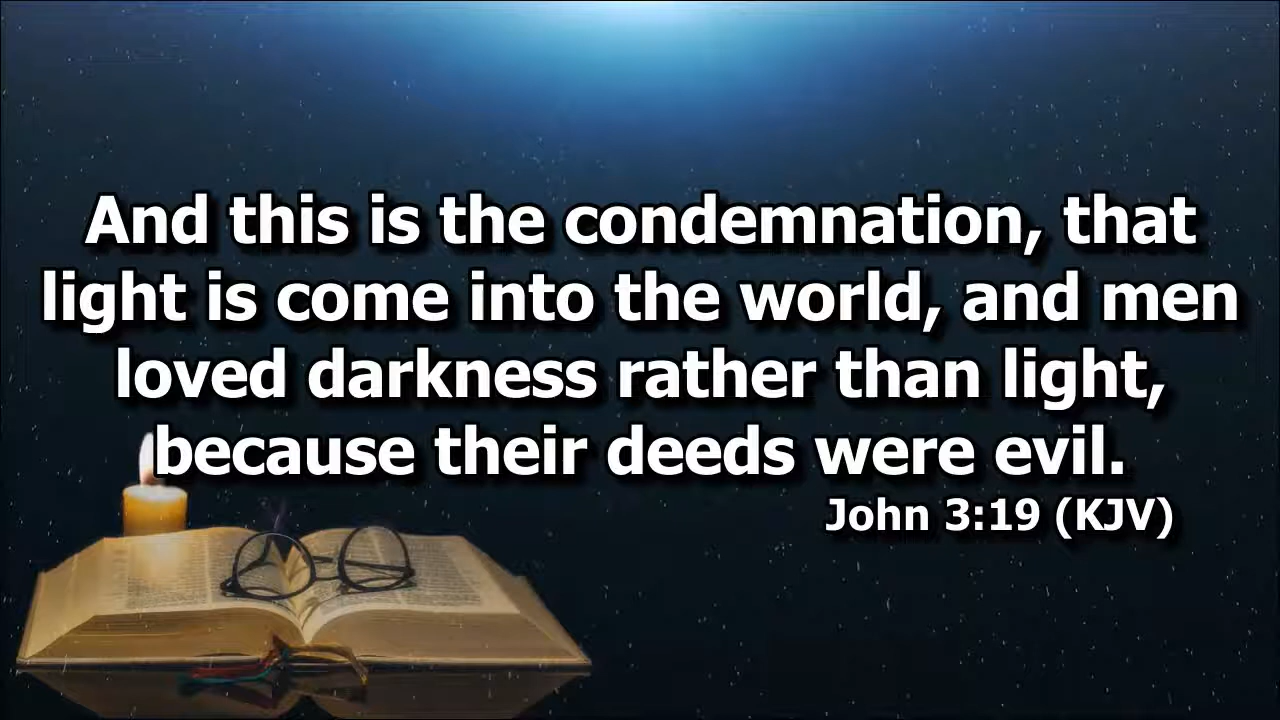 And this is the condemnation, that
light is come into the world, and men
loved darkness rather than light,
because their deeds were evil.
John 3:19 (KJV)